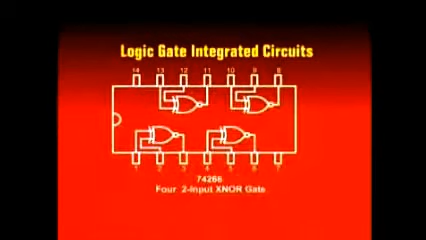 Logic Gate Integrated Circuits
14 13 12 11 10 9 8
1 2 3 4 5 6 7
74266
Four 2-Input XNOR Gate